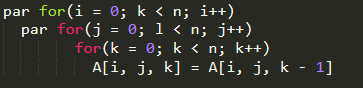 par for(i = 0; k < n; i++)
par for(j = 0; l < n; j++)
for(k = 0; k < n; k++)
A[i, j, k] = A[i, j, k - 1]